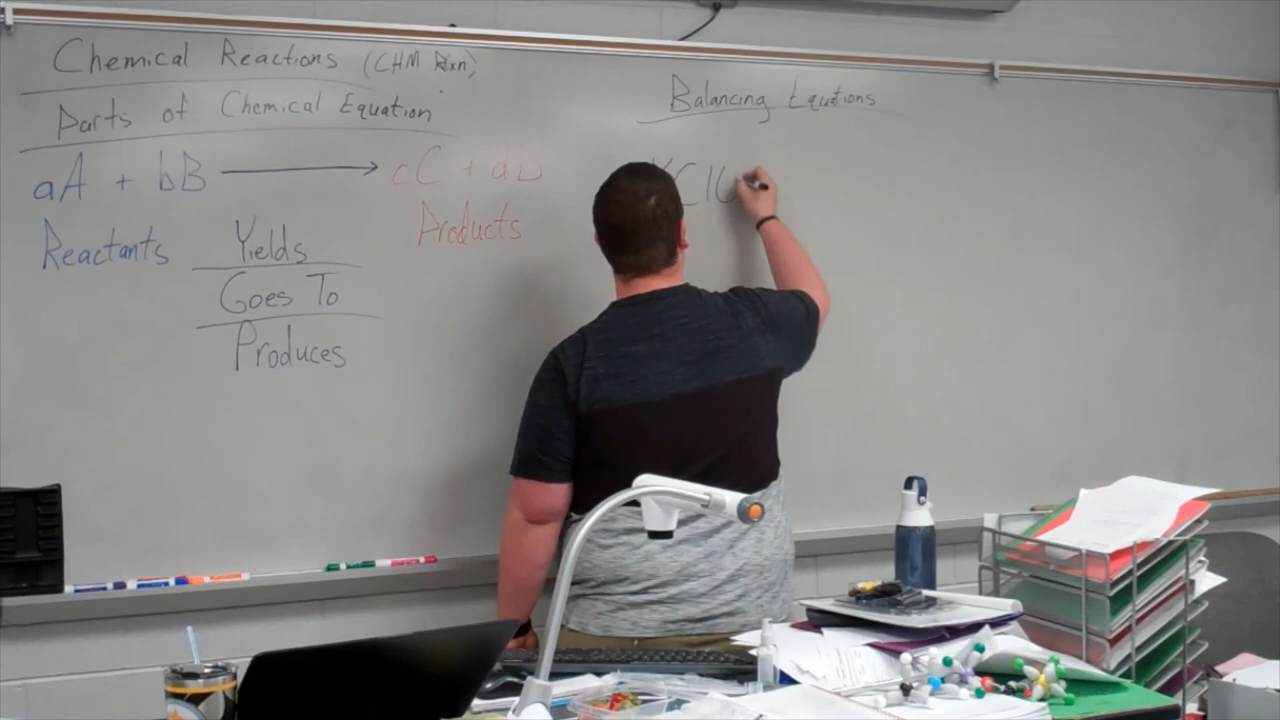 Chemical Reactions (CHM Rxn)
Parts of Chemical Equation
aA + bB → cC + dD
Reactants
Yields
Goes To
Produces
Products
Balancing Equations
KCl